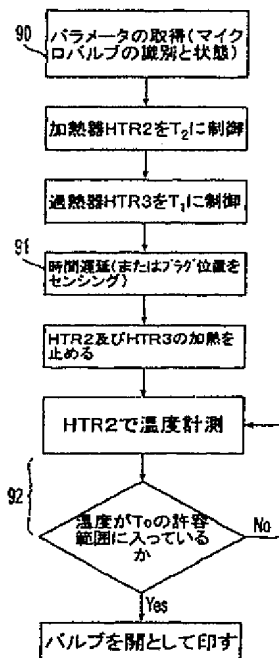 90
パラメータの取得(マイク
ロバルブの識別と状態)
加熱器HTR2をT₂に制御
過熱器HTR3をT₁に制御
91
時間遅延(またはプラグ位置を
センシング)
HTR2及びHTR3の加熱を
止める
HTR2で温度計測
92
温度がT₀の許容
範囲に入っている
か
No
Yes
バルブを開として印す